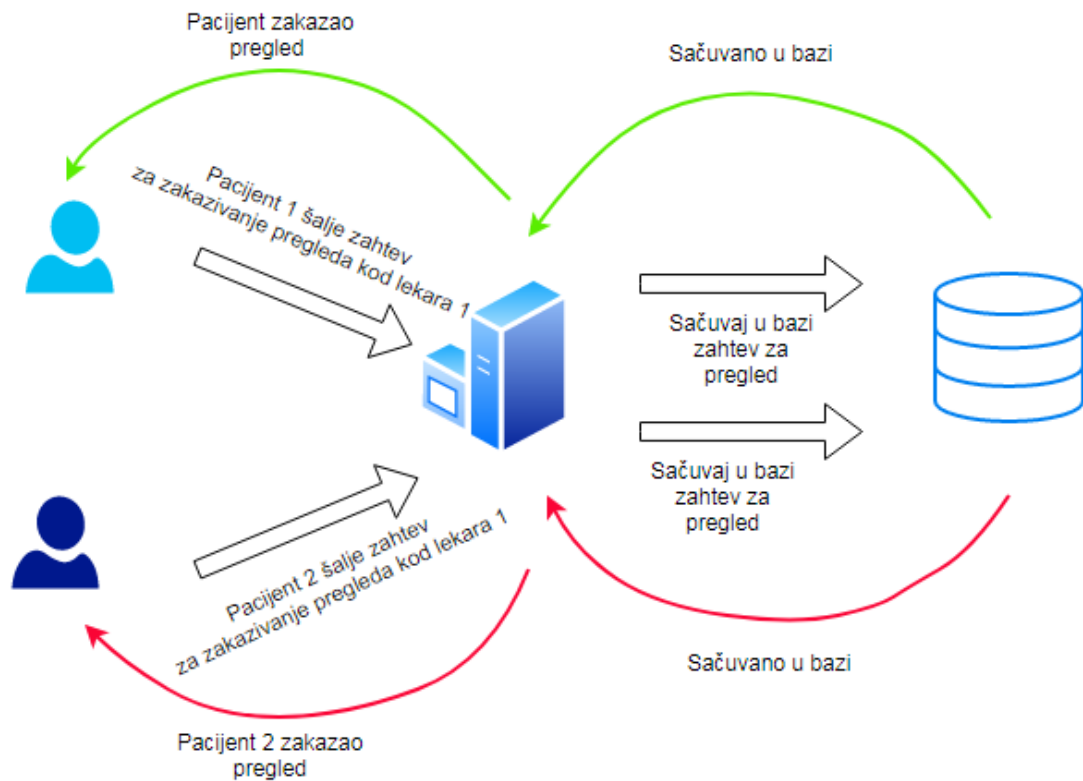 Pacijent zakazao
pregled
Sačuvano u bazi
Pacijent 1 šalje zahtev
za zakazivanje pregleda kod lekara 1
Sačuvaj u bazi
zahtev za
pregled
Sačuvaj u bazi
zahtev za
pregled
Pacijent 2 šalje zahtev
za zakazivanje pregleda kod lekara 1
Sačuvano u bazi
Pacijent 2 zakazao
pregled